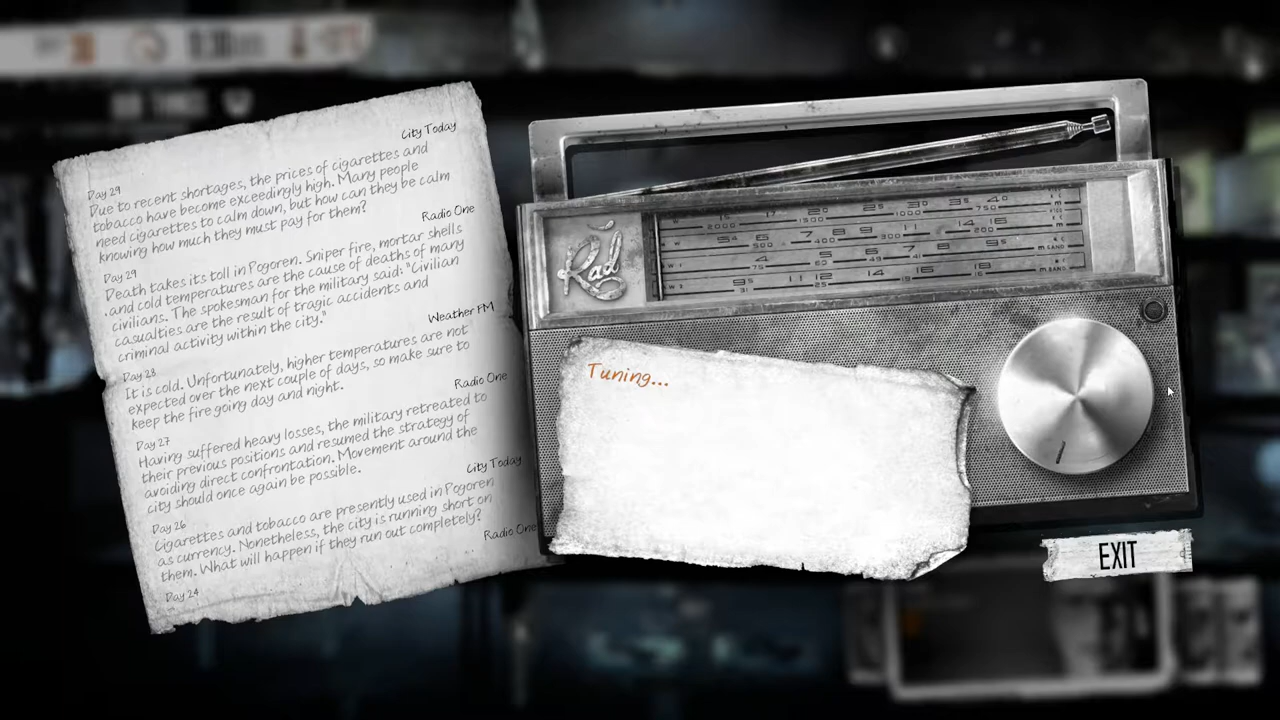 City Today
Day 29
Due to recent shortages, the prices of cigarettes and
tobacco have become exceedingly high. Many people
need cigarettes to calm down, but how can they be calm
knowing how much they must pay for them?
Radio One
Day 29
Death takes its toll in Pogoren. Sniper fire, mortar shells
,and cold temperatures are the cause of deaths of many
civilians. The spokesman for the military said: "Civilian
casualties are the result of tragic accidents and
criminal activity within the city."
Weather FM
Day 28
It is cold. Unfortunately, higher temperatures are not
expected over the next couple of days, so make sure to
keep the fire going day and night.
Radio One
Day 27
Having suffered heavy losses, the military retreated to
their previous positions and resumed the strategy of
avoiding direct confrontation. Movement around the
city should once again be possible.
City Today
Day 26
Cigarettes and tobacco are presently used in Pogoren
as currency. Nonetheless, the city is running short on
them. What will happen if they run out completely?
Radio One
Day 24
Rad
Tuning...
EXIT